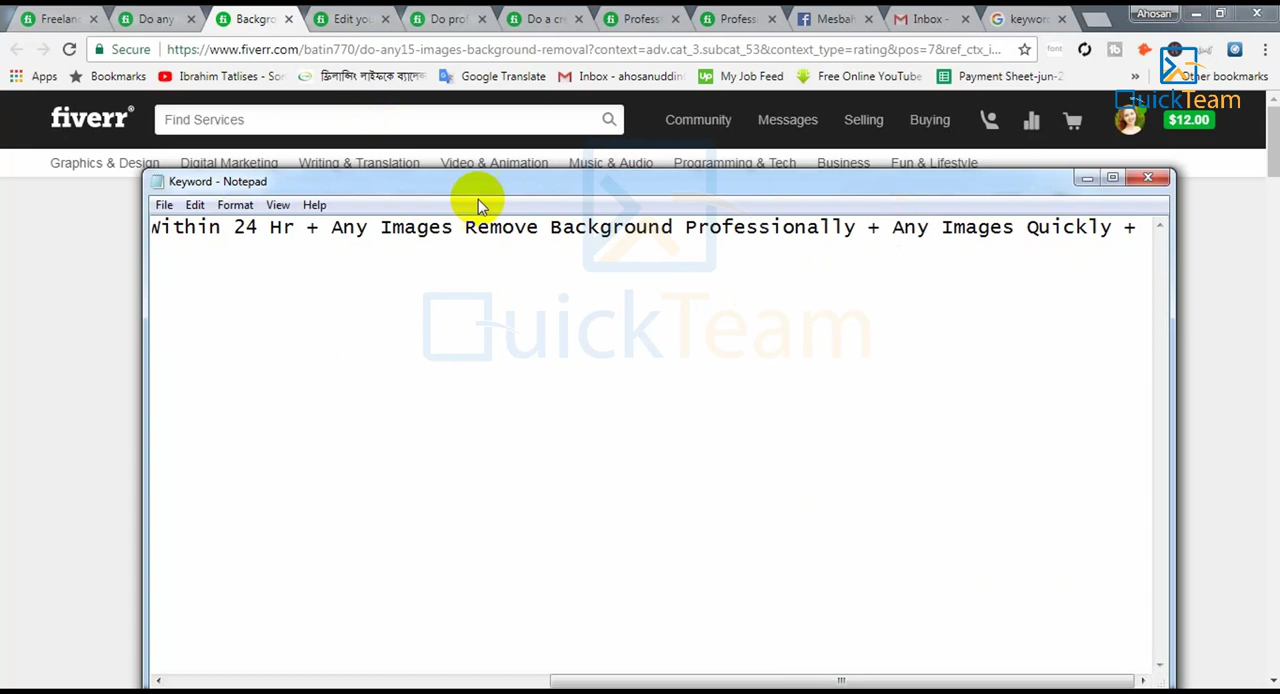 Freelan Do any Backgro Edit you Do prof Do a cr Profess Profess Mesbah Inbox - keywor Ahosan
Secure https://www.fiverr.com/batin770/do-any15-images-background-removal?context=adv.cat_3.subcat_53&context_type=rating&pos=7&ref_ctx_i...
Apps Bookmarks Ibrahim Tatlises - So Google Translate Inbox - ahosanuddin My Job Feed Free Online YouTube Payment Sheet-jun-2 » Other bookmarks
QuickTeam
fiverr® Find Services Community Messages Selling Buying $12.00
Graphics & Design Digital Marketing Writing & Translation Video & Animation Music & Audio Programming & Tech Business Fun & Lifestyle
Keyword - Notepad
File Edit Format View Help
Within 24 Hr + Any Images Remove Background Professionally + Any Images Quickly +
QuickTeam